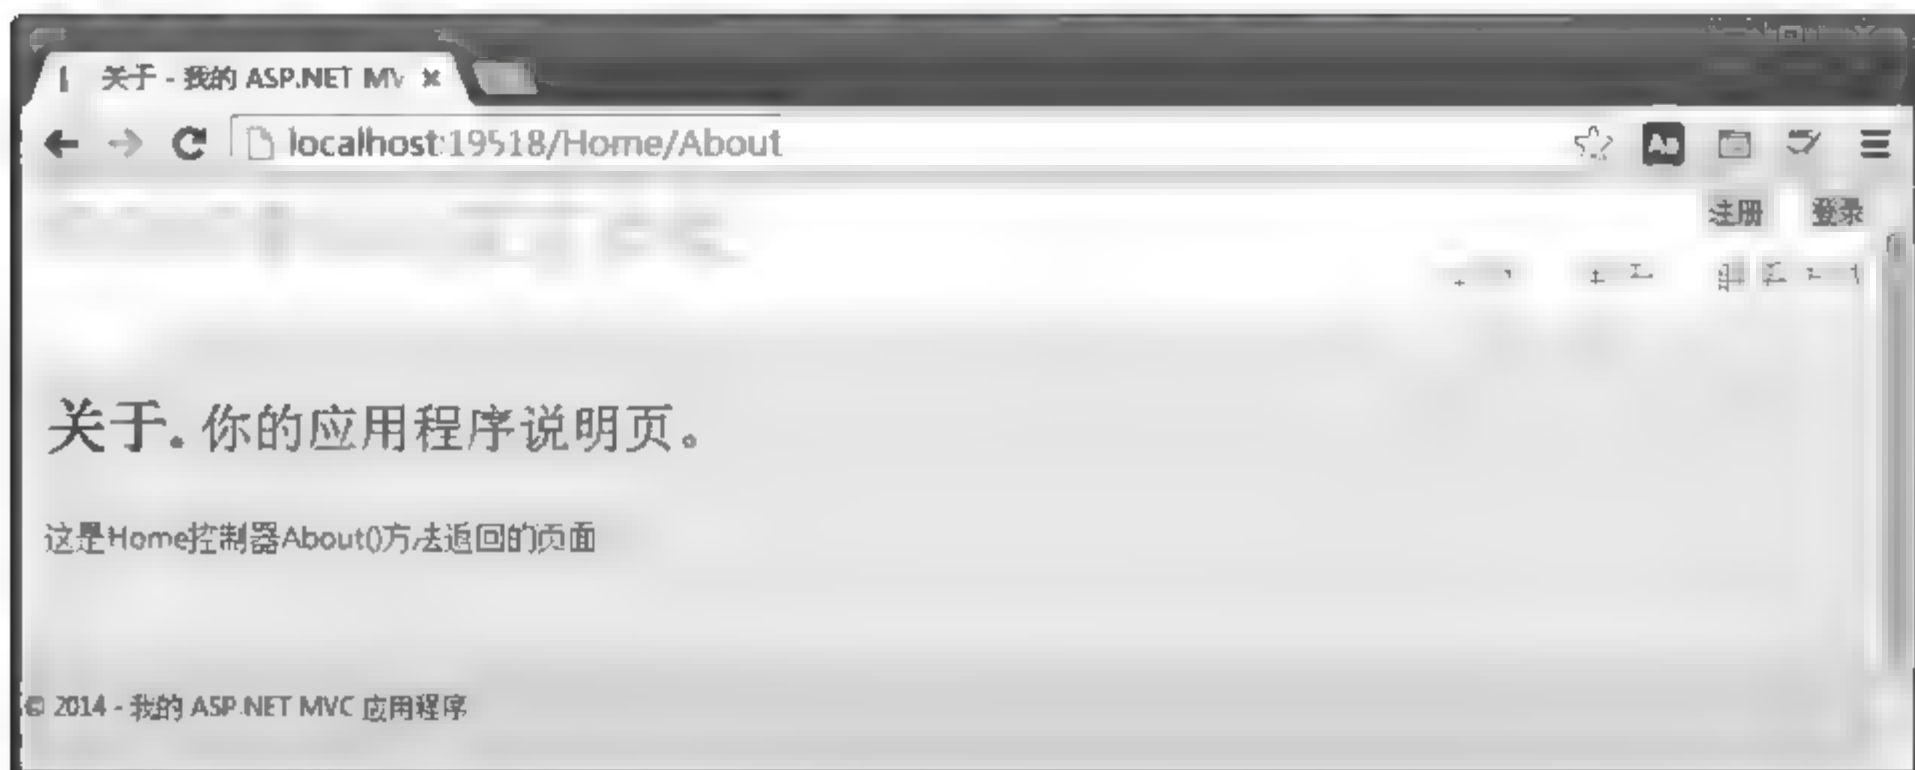 关于 - 我的 ASP.NET MV
localhost:19518/Home/About
注册 登录
关于。你的应用程序说明页。
这是Home控制器About()方法返回的页面
© 2014 - 我的 ASP.NET MVC 应用程序